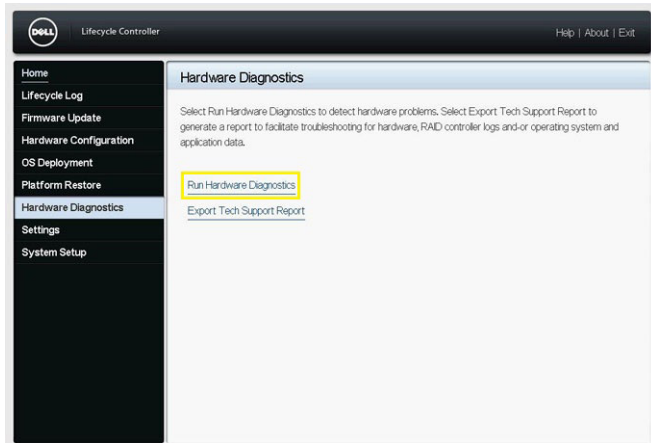 DELL
Lifecycle Controller
Help | About | Exit
Home
Lifecycle Log
Firmware Update
Hardware Configuration
OS Deployment
Platform Restore
Hardware Diagnostics
Settings
System Setup
Hardware Diagnostics
Select Run Hardware Diagnostics to detect hardware problems. Select Export Tech Support Report to
generate a report to facilitate troubleshooting for hardware, RAID controller logs and-or operating system and
application data.
Run Hardware Diagnostics
Export Tech Support Report